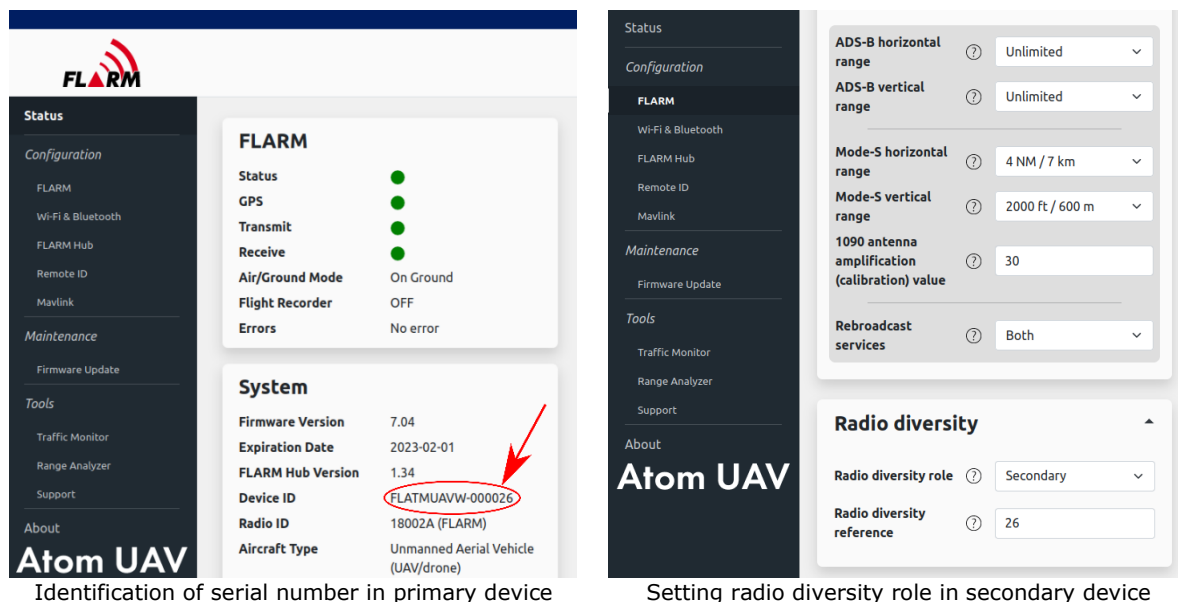 FLARM
Status
Configuration
FLARM
Wi-Fi & Bluetooth
FLARM Hub
Remote ID
Mavlink
Maintenance
Firmware Update
Tools
Traffic Monitor
Range Analyzer
Support
About
Atom UAV
FLARM
Status
GPS
Transmit
Receive
Air/Ground Mode On Ground
Flight Recorder OFF
Errors No error
System
Firmware Version 7.04
Expiration Date 2023-02-01
FLARM Hub Version 1.34
Device ID FLATMUAVW-000026
Radio ID 18002A (FLARM)
Aircraft Type Unmanned Aerial Vehicle
(UAV/drone)
Identification of serial number in primary device
Status
Configuration
FLARM
Wi-Fi & Bluetooth
FLARM Hub
Remote ID
Mavlink
Maintenance
Firmware Update
Tools
Traffic Monitor
Range Analyzer
Support
About
Atom UAV
ADS-B horizontal
range ? Unlimited
ADS-B vertical
range ? Unlimited
Mode-S horizontal
range ? 4 NM / 7 km
Mode-S vertical
range ? 2000 ft / 600 m
1090 antenna
amplification ? 30
(calibration) value
Rebroadcast
services ? Both
Radio diversity
Radio diversity role ? Secondary
Radio diversity
reference ? 26
Setting radio diversity role in secondary device